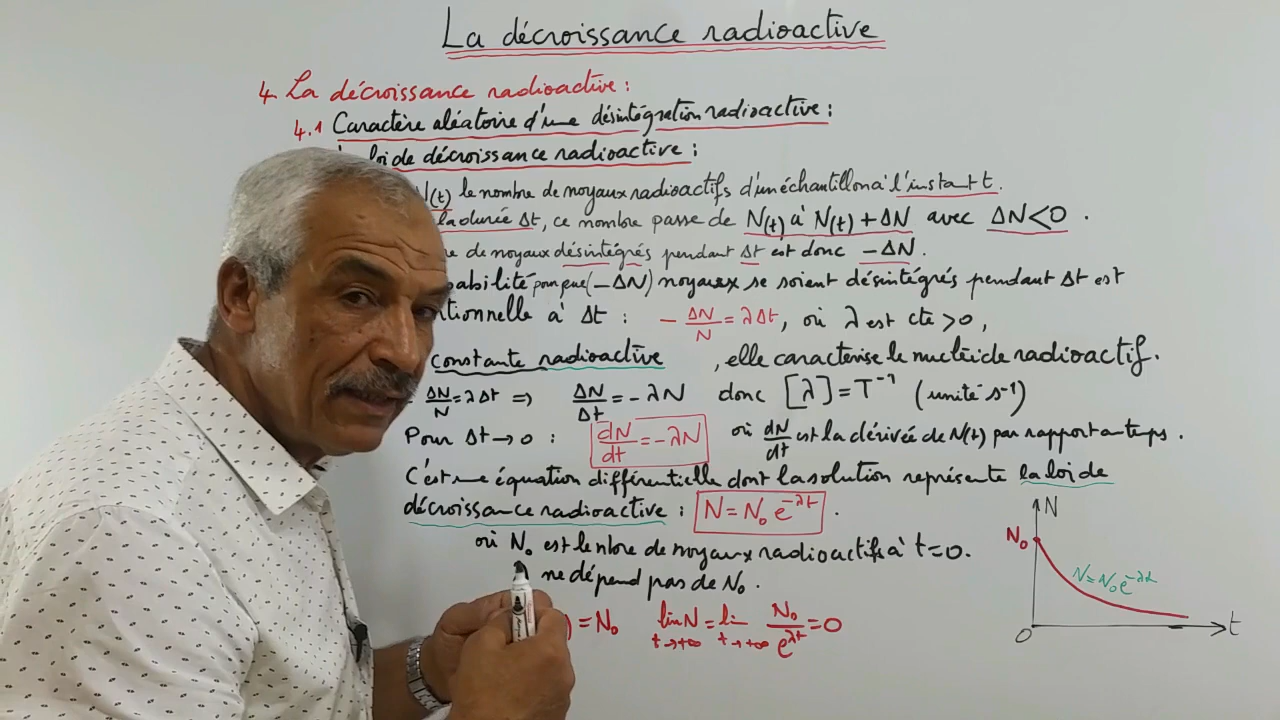 La décroissance radioactive
4. La décroissance radioactive :
4.1 Caractère aléatoire d'une désintégration radioactive :
loi de décroissance radioactive :
N(t) le nombre de noyaux radioactifs d'un échantillon à l'instant t.
la durée Δt, ce nombre passe de N(t) à N(t) + ΔN avec ΔN<0 .
re de noyaux désintégrés pendant Δt est donc -ΔN.
babilité pour que (-ΔN) noyaux se soient désintégrés pendant Δt est
tionnelle à Δt : - ΔN/N = λΔt, où λ est cte >0,
constante radioactive , elle caractérise le nucléide radioactif.
- ΔN/N = λΔt => ΔN/Δt = -λN donc [λ] = T⁻¹ (unité s⁻¹)
Pour Δt → 0 : dN/dt = -λN où dN/dt est la dérivée de N(t) par rapport au temps.
C'est une équation différentielle dont la solution représente la loi de
décroissance radioactive : N = N₀ e^-λt .
où N₀ est le nbre de noyaux radioactifs à t=0.
ne dépend pas de N₀ .
) = N₀ lim N = lim N₀/e^λt = 0
t→+∞ t→+∞
N
N₀
N=N₀e^-λt
0
t